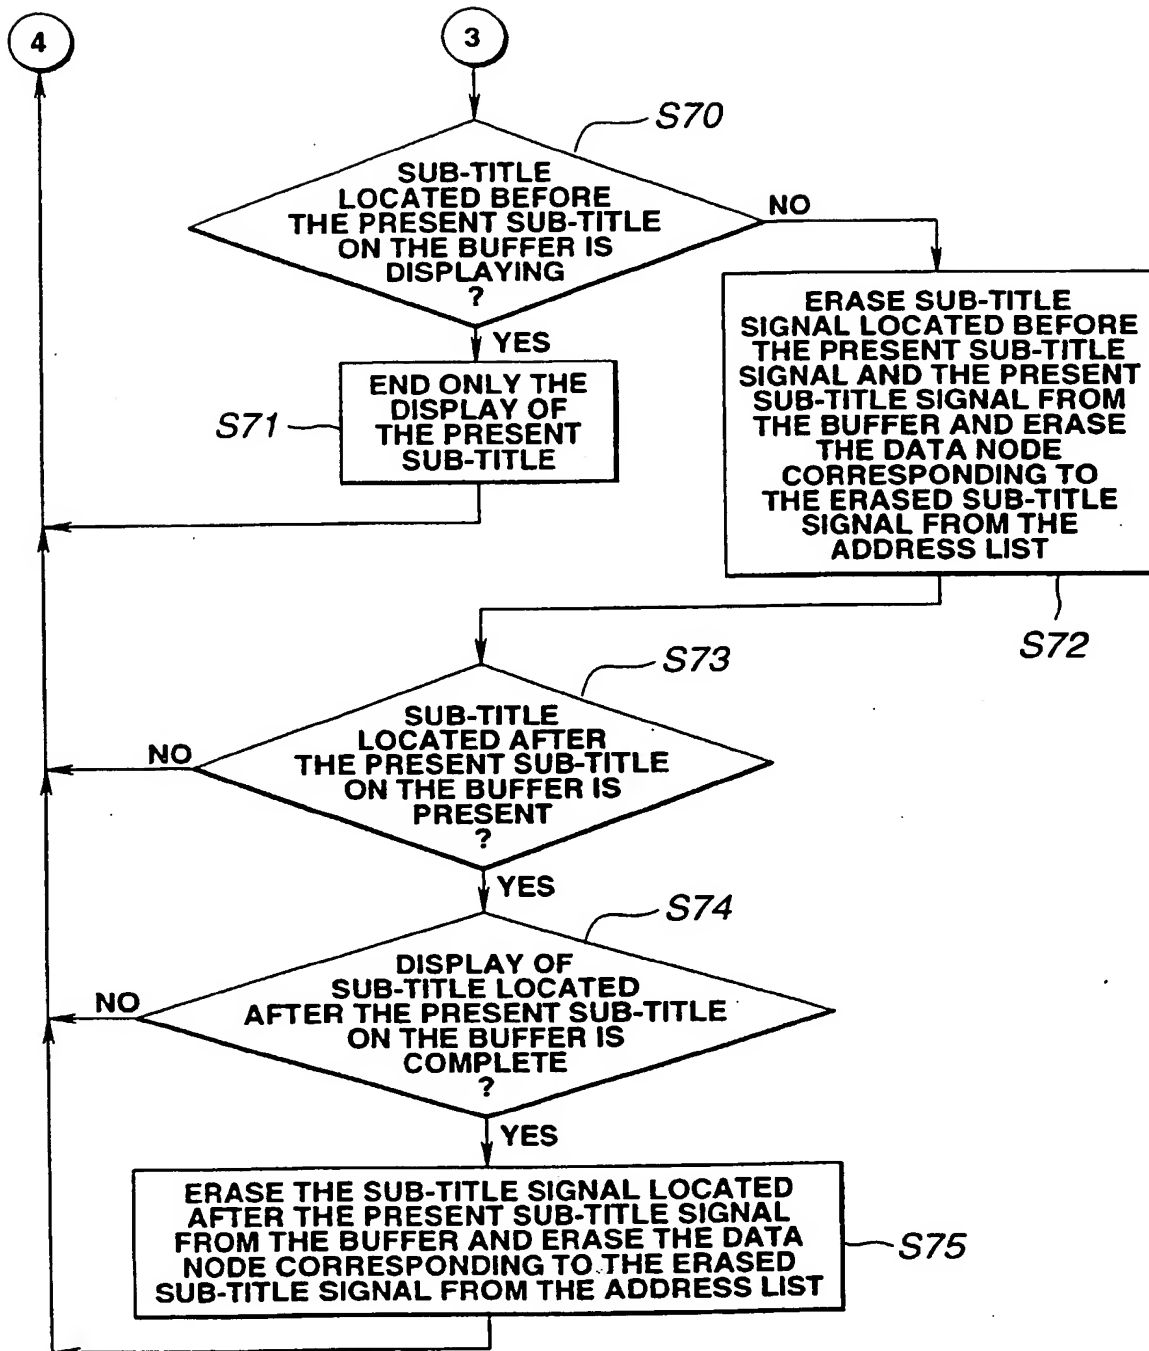 4
3
S70
SUB-TITLE
LOCATED BEFORE
THE PRESENT SUB-TITLE
ON THE BUFFER IS
DISPLAYING
?
NO
YES
ERASE SUB-TITLE
SIGNAL LOCATED BEFORE
THE PRESENT SUB-TITLE
SIGNAL AND THE PRESENT
SUB-TITLE SIGNAL FROM
THE BUFFER AND ERASE
THE DATA NODE
CORRESPONDING TO
THE ERASED SUB-TITLE
SIGNAL FROM THE
ADDRESS LIST
S72
END ONLY THE
DISPLAY OF
THE PRESENT
SUB-TITLE
S71
S73
SUB-TITLE
LOCATED AFTER
THE PRESENT SUB-TITLE
ON THE BUFFER IS
PRESENT
?
NO
YES
S74
DISPLAY OF
SUB-TITLE LOCATED
AFTER THE PRESENT SUB-TITLE
ON THE BUFFER IS
COMPLETE
?
NO
YES
ERASE THE SUB-TITLE SIGNAL LOCATED
AFTER THE PRESENT SUB-TITLE SIGNAL
FROM THE BUFFER AND ERASE THE DATA
NODE CORRESPONDING TO THE ERASED
SUB-TITLE SIGNAL FROM THE ADDRESS LIST
S75